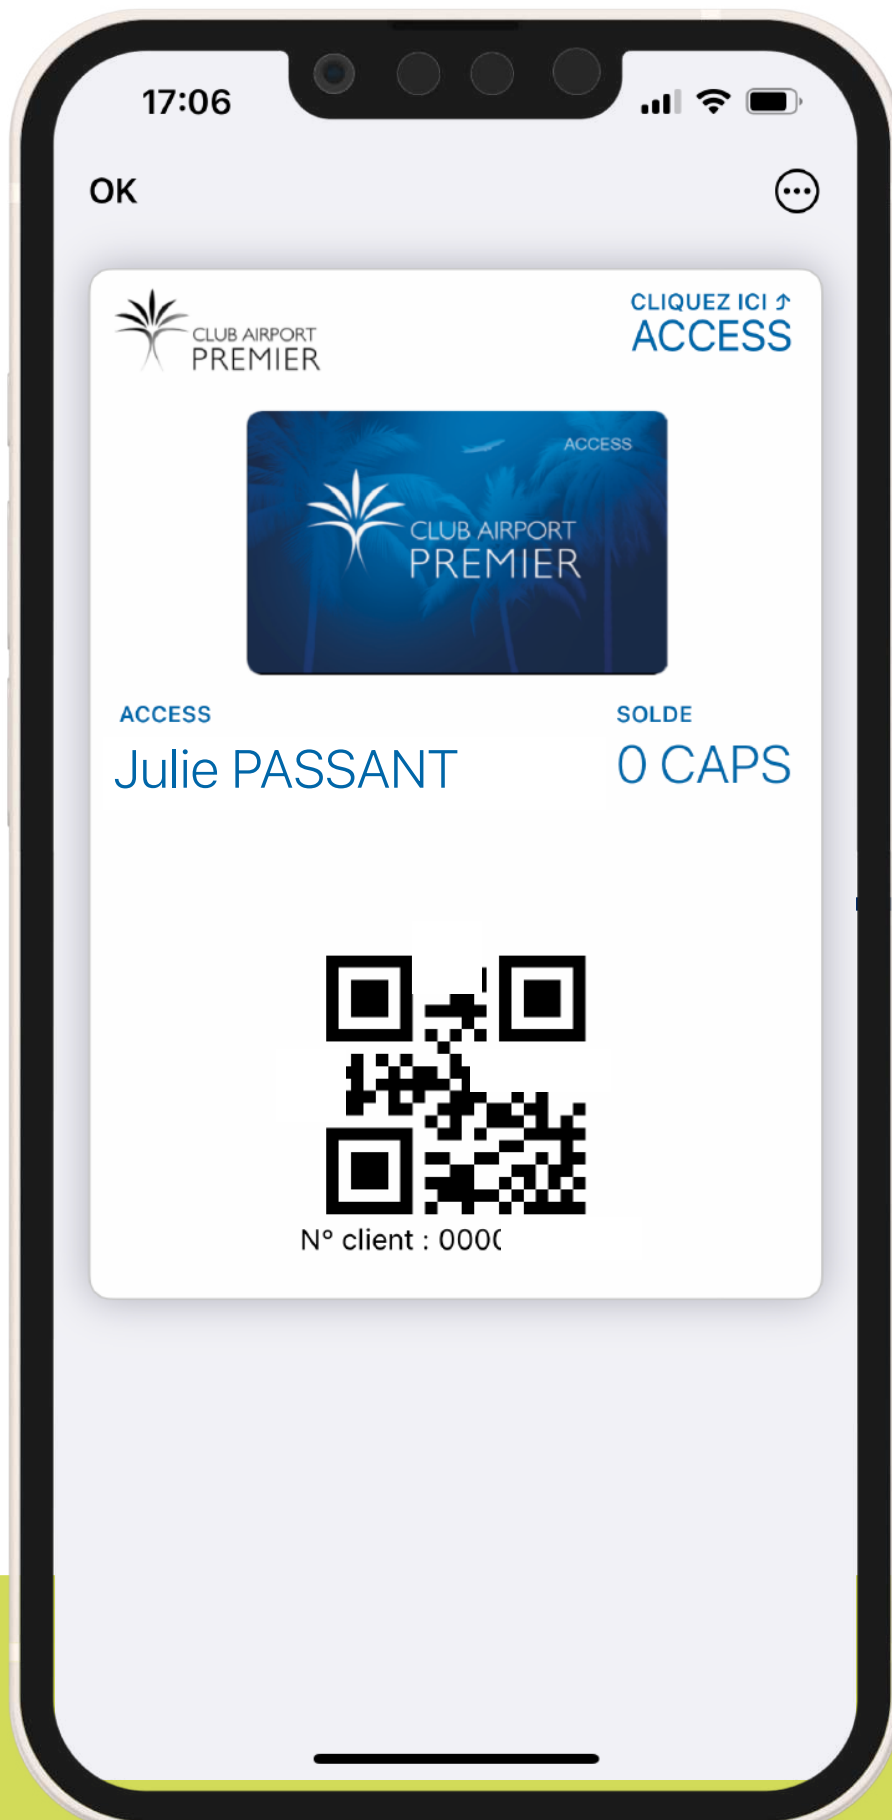 17:06
OK
CLUB AIRPORT
PREMIER
CLIQUEZ ICI ⤴
ACCESS
ACCESS
CLUB AIRPORT
PREMIER
ACCESS
SOLDE
Julie PASSANT
0 CAPS
N° client : 000